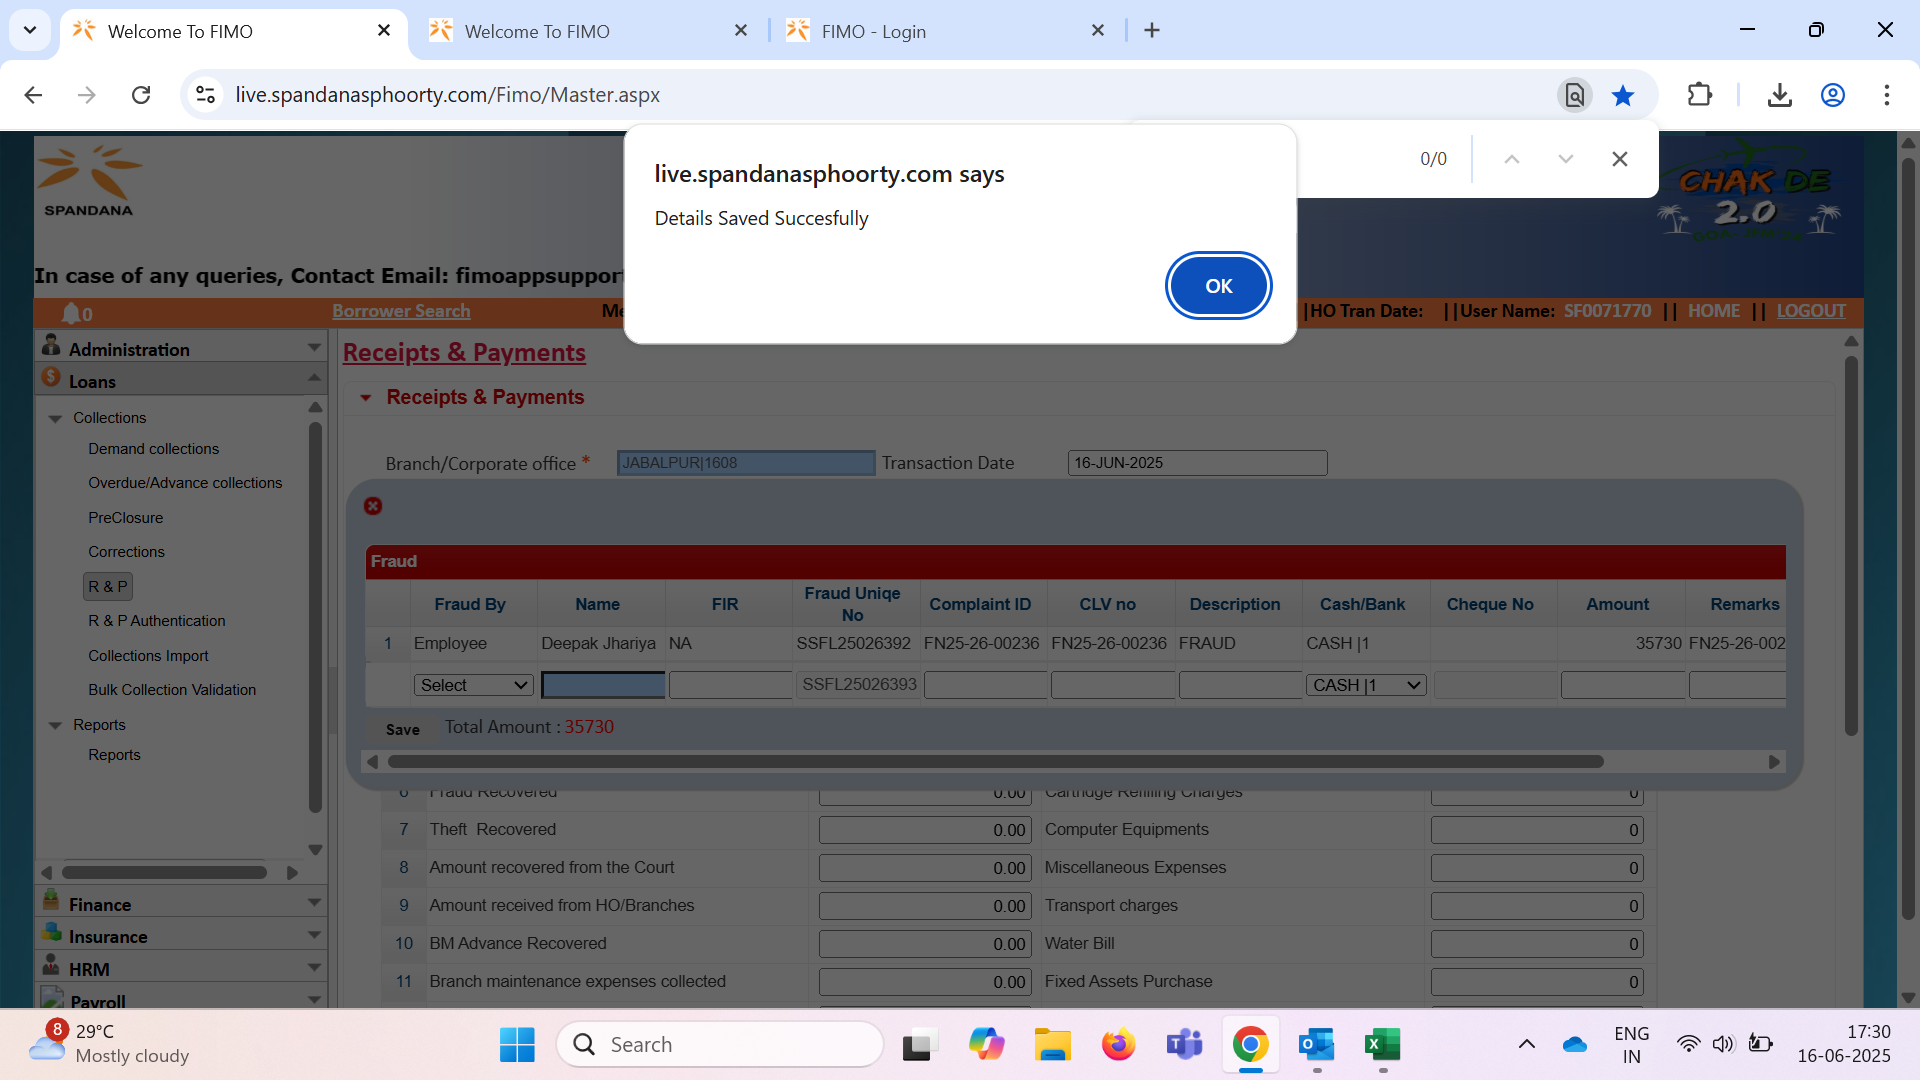 Welcome To FIMO
Welcome To FIMO
FIMO - Login
live.spandanasphoorty.com/Fimo/Master.aspx
0/0
live.spandanasphoorty.com says
Details Saved Succesfully
OK
SPANDANA
CHAK DE
2.0
In case of any queries, Contact Email: fimoappsupport
0
Borrower Search
||HO Tran Date: ||User Name: SF0071770 || HOME || LOGOUT
Administration
Loans
Collections
Demand collections
Overdue/Advance collections
PreClosure
Corrections
R & P
R & P Authentication
Collections Import
Bulk Collection Validation
Reports
Reports
Finance
Insurance
HRM
Payroll
Receipts & Payments
Receipts & Payments
Branch/Corporate office * JABALPUR|1608 Transaction Date 16-JUN-2025
Fraud
Fraud By Name FIR Fraud Uniqe No Complaint ID CLV no Description Cash/Bank Cheque No Amount Remarks
1 Employee Deepak Jhariya NA SSFL25026392 FN25-26-00236 FN25-26-00236 FRAUD CASH |1 35730 FN25-26-002
Select SSFL25026393 CASH |1
Save Total Amount : 35730
6 Fraud Recovered 0.00 Cartridge Refilling Charges 0
7 Theft Recovered 0.00 Computer Equipments 0
8 Amount recovered from the Court 0.00 Miscellaneous Expenses 0
9 Amount received from HO/Branches 0.00 Transport charges 0
10 BM Advance Recovered 0.00 Water Bill 0
11 Branch maintenance expenses collected 0.00 Fixed Assets Purchase 0
8
29°C
Mostly cloudy
Search
ENG
IN
17:30
16-06-2025